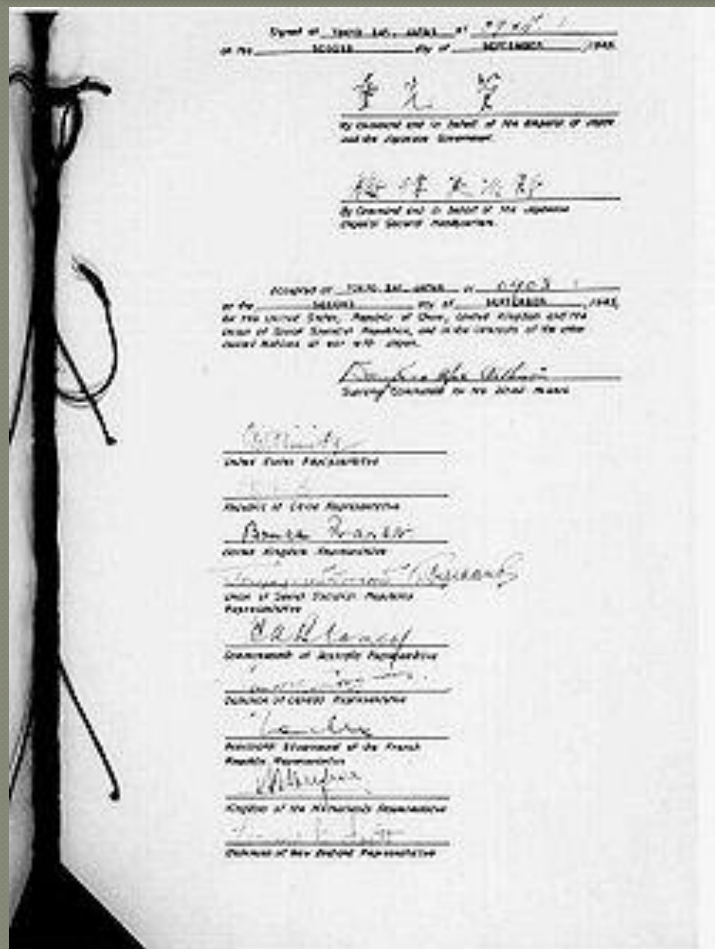 Signed at TOKYO BAY, JAPAN at 0904 I
on the SECOND day of SEPTEMBER, 1945.
重光 葵
By Command and in behalf of the Emperor of Japan
and the Japanese Government.
梅津美治郎
By Command and in behalf of the Japanese
Imperial General Headquarters.
Accepted at TOKYO BAY, JAPAN at 0908 I
on the SECOND day of SEPTEMBER, 1945,
for the United States, Republic of China, United Kingdom and the
Union of Soviet Socialist Republics, and in the interests of the other
United Nations at war with Japan.
Douglas MacArthur
Supreme Commander for the Allied Powers.
C.W. Nimitz
United States Representative
Republic of China Representative
Bruce Fraser
United Kingdom Representative
Union of Soviet Socialist Republics
Representative
Commonwealth of Australia Representative
Dominion of Canada Representative
Provisional Government of the French
Republic Representative
Kingdom of the Netherlands Representative
Dominion of New Zealand Representative